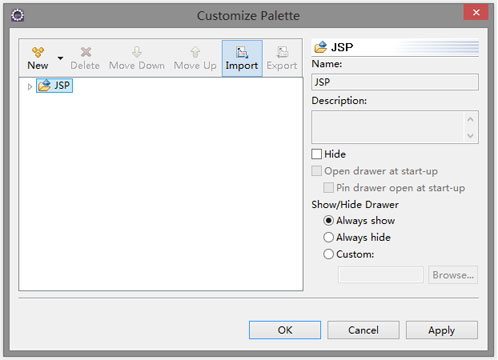 Customize Palette
New Delete Move Down Move Up Import Export
JSP
JSP
Name:
JSP
Description:
Hide
Open drawer at start-up
Pin drawer open at start-up
Show/Hide Drawer
Always show
Always hide
Custom:
Browse...
OK Cancel Apply